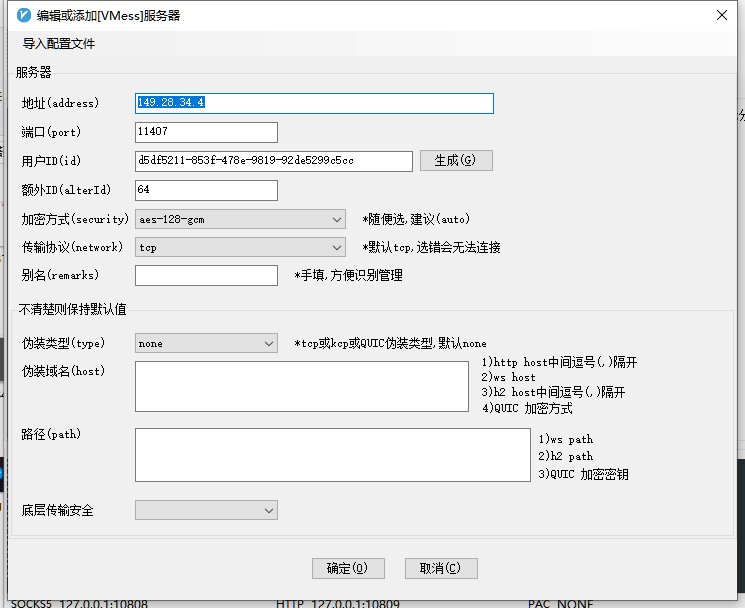 编辑或添加[VMess]服务器
导入配置文件
服务器
地址(address) 149.28.34.4
端口(port) 11407
用户ID(id) d5df5211-853f-478e-9819-92de5299c5cc 生成(G)
额外ID(alterId) 64
加密方式(security) aes-128-gcm *随便选,建议(auto)
传输协议(network) tcp *默认tcp,选错会无法连接
别名(remarks) *手填,方便识别管理
不清楚则保持默认值
伪装类型(type) none *tcp或kcp或QUIC伪装类型,默认none
伪装域名(host)
1)http host中间逗号(,)隔开
2)ws host
3)h2 host中间逗号(,)隔开
4)QUIC 加密方式
路径(path)
1)ws path
2)h2 path
3)QUIC 加密密钥
底层传输安全
确定(O) 取消(C)
SOCKS5 127.0.0.1:10808 HTTP 127.0.0.1:10809 PAC NONE